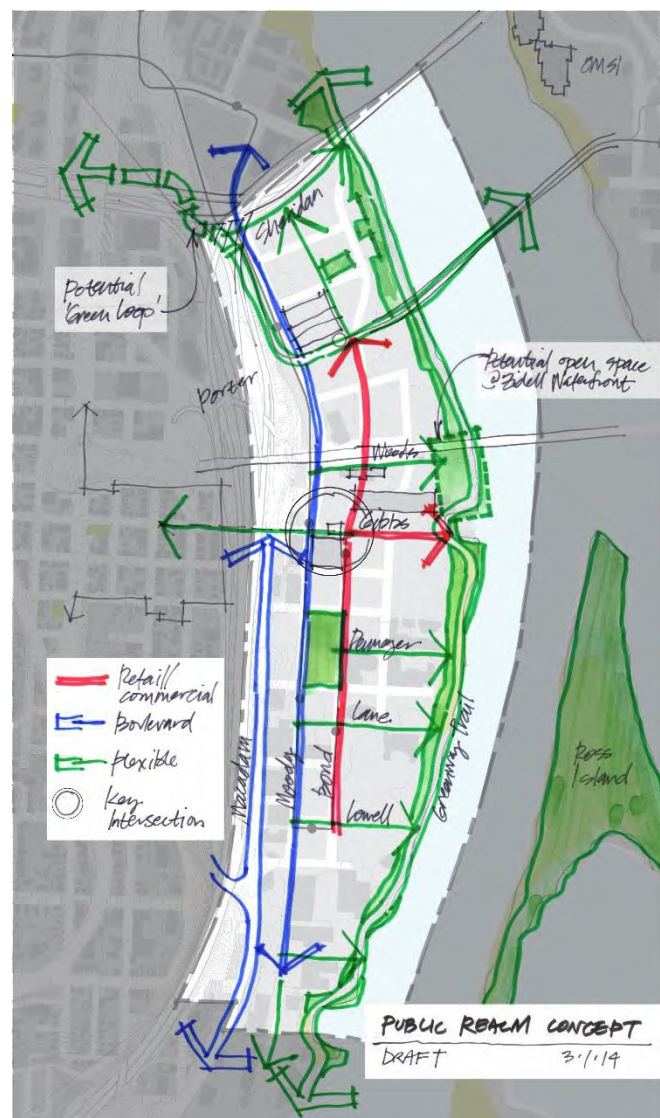 OMSI
Sheridan
Potential
'Green Loop'
Porter
Potential open space
@ Zidell Waterfront
Woods
Gibbs
Pennoyer
Retail/
commercial
Boulevard
Flexible
Key
Intersection
Macadam
Moody
Bond
Lane
Lowell
Greenway Trail
Ross
Island
PUBLIC REALM CONCEPT
DRAFT 3.1.14